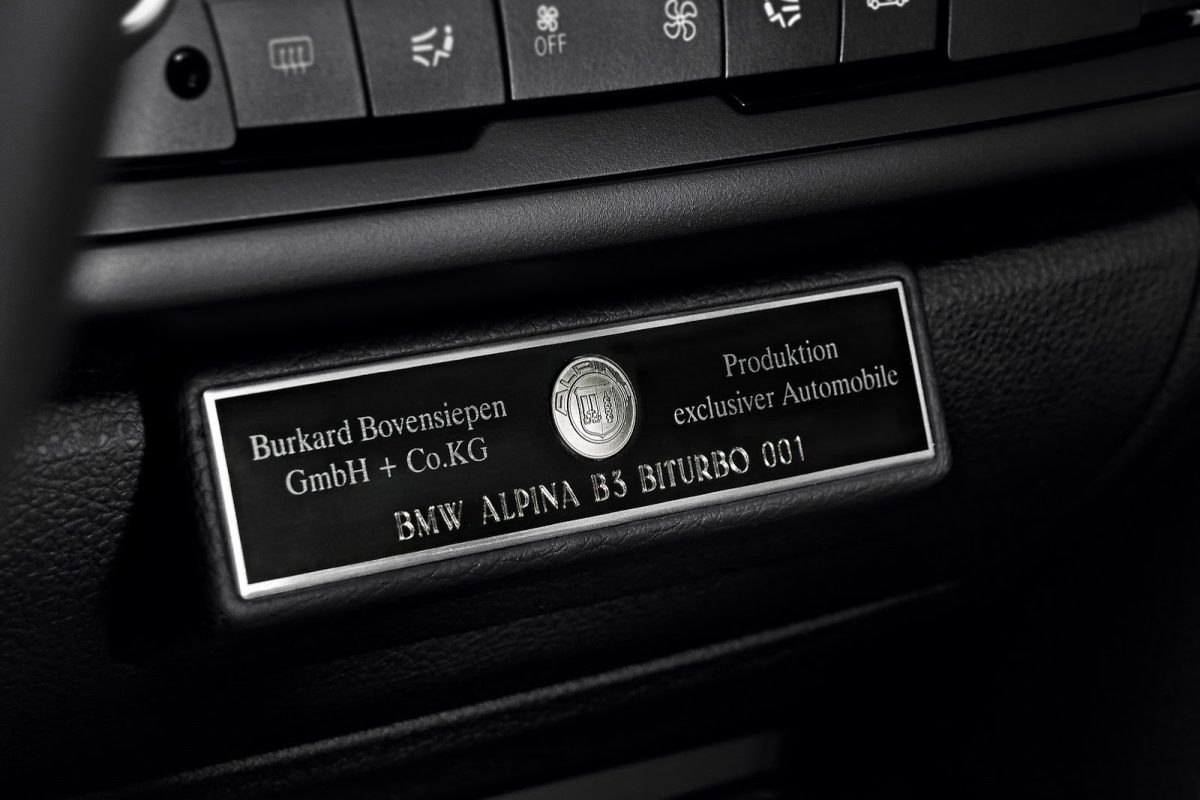 OFF
Burkard Bovensiepen
GmbH + Co.KG
ALPINA
Produktion
exclusiver Automobile
BMW ALPINA B3 BITURBO 001